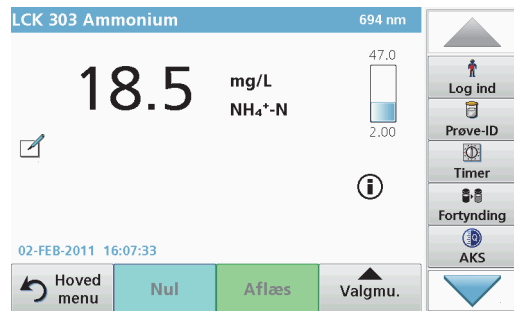 LCK 303 Ammonium
694 nm
18.5
mg/L
NH₄⁺-N
47.0
2.00
i
02-FEB-2011 16:07:33
Hoved
menu
Nul
Aflæs
Valgmu.
Log ind
Prøve-ID
Timer
Fortynding
AKS